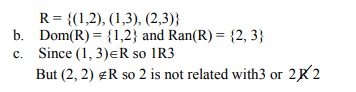 R = {(1,2), (1,3), (2,3)}
b. Dom(R) = {1,2} and Ran(R) = {2, 3}
c. Since (1, 3)∈R so 1R3
But (2, 2) ∉R so 2 is not related with3 or 2R̸ 2